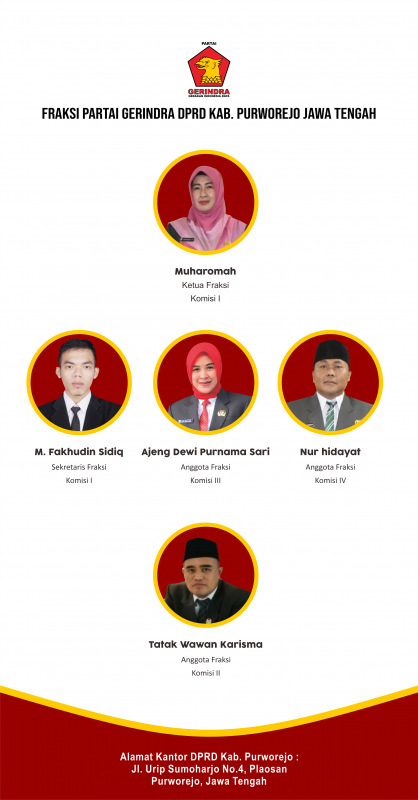 PARTAI
GERINDRA
GERAKAN INDONESIA RAYA
FRAKSI PARTAI GERINDRA DPRD KAB. PURWOREJO JAWA TENGAH
Muharomah
Ketua Fraksi
Komisi I
M. Fakhudin Sidiq
Sekretaris Fraksi
Komisi I
Ajeng Dewi Purnama Sari
Anggota Fraksi
Komisi III
Nur hidayat
Anggota Fraksi
Komisi IV
Tatak Wawan Karisma
Anggota Fraksi
Komisi II
Alamat Kantor DPRD Kab. Purworejo :
Jl. Urip Sumoharjo No.4, Plaosan
Purworejo, Jawa Tengah